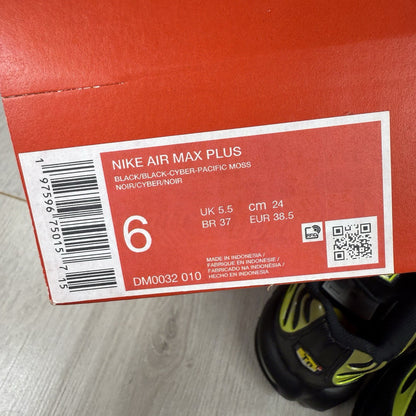 NIKE AIR MAX PLUS
BLACK/BLACK-CYBER-PACIFIC MOSS
NOIR/CYBER/NOIR
6
UK 5.5 cm 24
BR 37 EUR 38.5
MADE IN INDONESIA /
FABRIQUÉ EN INDONÉSIE /
FABRICADO NA INDONÉSIA /
HECHO EN INDONESIA
DM0032 010
1 97596 75015 7 15